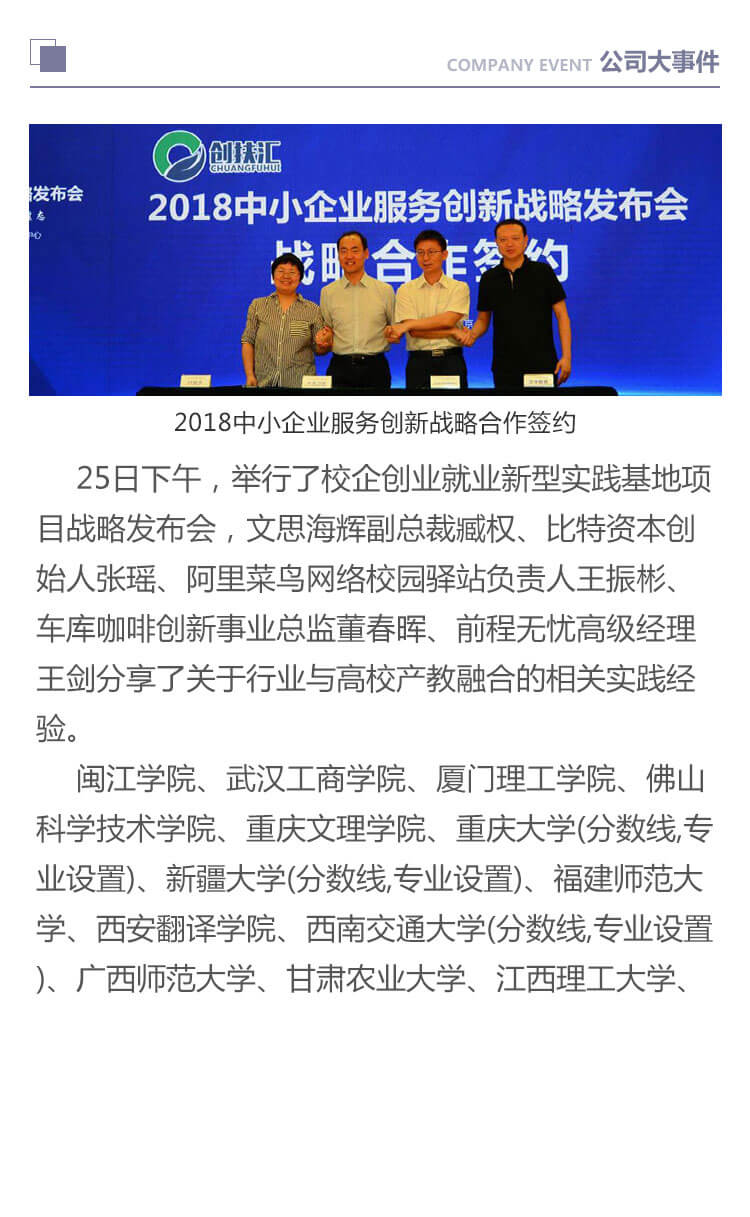 COMPANY EVENT 公司大事件
创扶汇
CHUANGFUHUI
发布会
2018中小企业服务创新战略发布会
战略合作签约
2018中小企业服务创新战略合作签约
25日下午，举行了校企创业就业新型实践基地项
目战略发布会，文思海辉副总裁臧权、比特资本创
始人张瑶、阿里菜鸟网络校园驿站负责人王振彬、
车库咖啡创新事业总监董春晖、前程无忧高级经理
王剑分享了关于行业与高校产教融合的相关实践经
验。
闽江学院、武汉工商学院、厦门理工学院、佛山
科学技术学院、重庆文理学院、重庆大学(分数线,专
业设置)、新疆大学(分数线,专业设置)、福建师范大
学、西安翻译学院、西南交通大学(分数线,专业设置
)、广西师范大学、甘肃农业大学、江西理工大学、